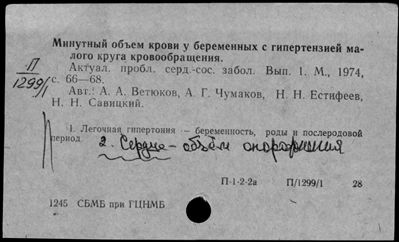 Минутный объем крови у беременных с гипертензией ма-
лого круга кровообращения.
П
1299/1
Актуал. пробл. серд.-сос. забол. Вып. 1. М., 1974,
с. 66—68.
Авт.: А. А. Ветюков, А. Г. Чумаков, Н. Н. Естифеев,
Н. Н. Савицкий.
1. Легочная гипертония — беременность, роды и послеродовой
период
2. Сердце - объём
П-1-2-2а П/1299/1 28
1245 СБМБ при ГЦНМБ